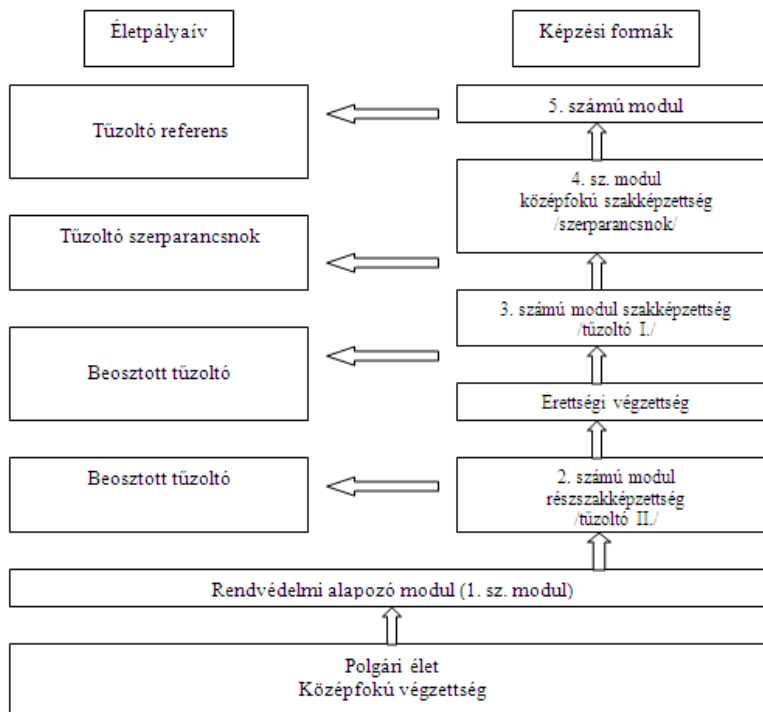 Életpályaív
Képzési formák
Tűzoltó referens
5. számú modul
4. sz. modul
középfokú szakképzettség
/szerparancsnok/
Tűzoltó szerparancsnok
3. számú modul szakképzettség
/tűzoltó I./
Beosztott tűzoltó
Érettségi végzettség
Beosztott tűzoltó
2. számú modul
részszakképzettség
/tűzoltó II./
Rendvédelmi alapozó modul (1. sz. modul)
Polgári élet
Középfokú végzettség